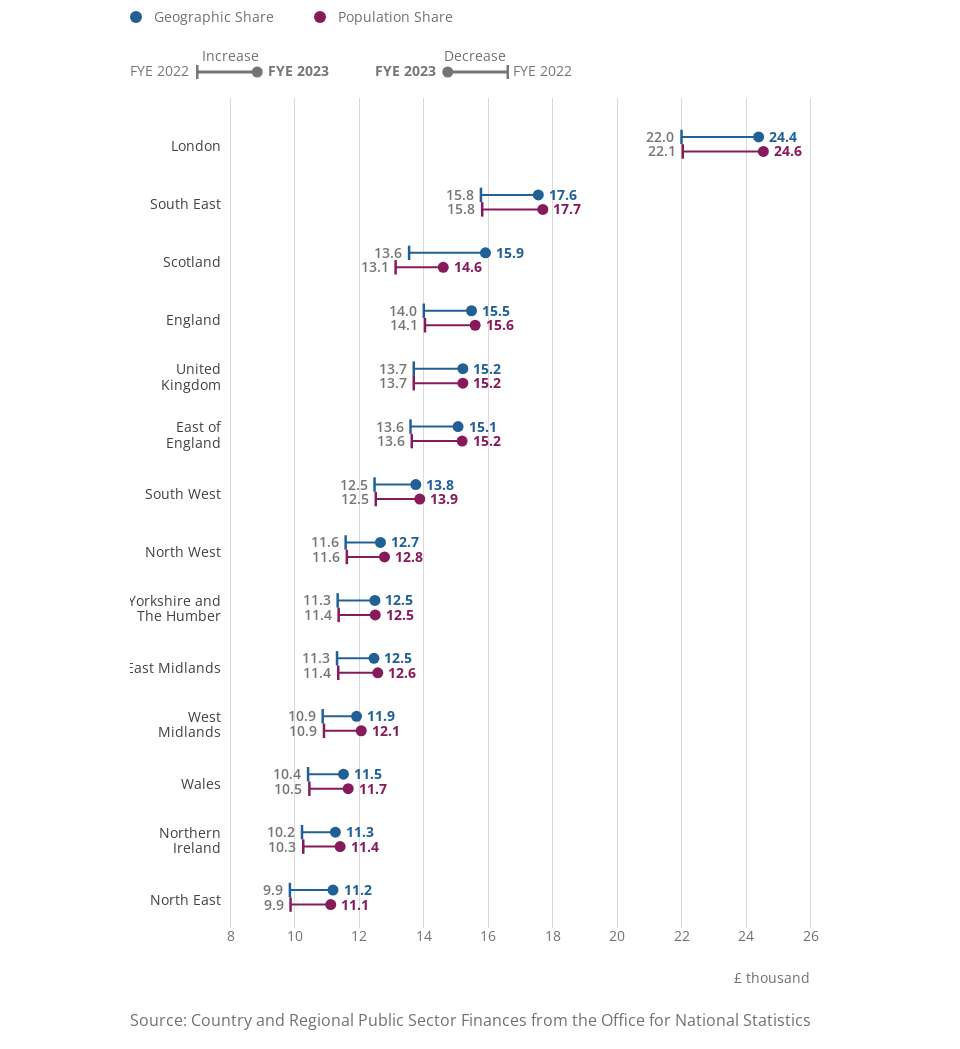 Geographic Share Population Share
Increase Decrease
FYE 2022 FYE 2023 FYE 2023 FYE 2022
London 22.0 24.4
22.1 24.6
South East 15.8 17.6
15.8 17.7
Scotland 13.6 15.9
13.1 14.6
England 14.0 15.5
14.1 15.6
United
Kingdom
13.7 15.2
13.7 15.2
East of
England
13.6 15.1
13.6 15.2
South West 12.5 13.8
12.5 13.9
North West 11.6 12.7
11.6 12.8
Yorkshire and
The Humber
11.3 12.5
11.4 12.5
East Midlands 11.3 12.5
11.4 12.6
West
Midlands
10.9 11.9
10.9 12.1
Wales 10.4 11.5
10.5 11.7
Northern
Ireland
10.2 11.3
10.3 11.4
North East 9.9 11.2
9.9 11.1
8 10 12 14 16 18 20 22 24 26
£ thousand
Source: Country and Regional Public Sector Finances from the Office for National Statistics